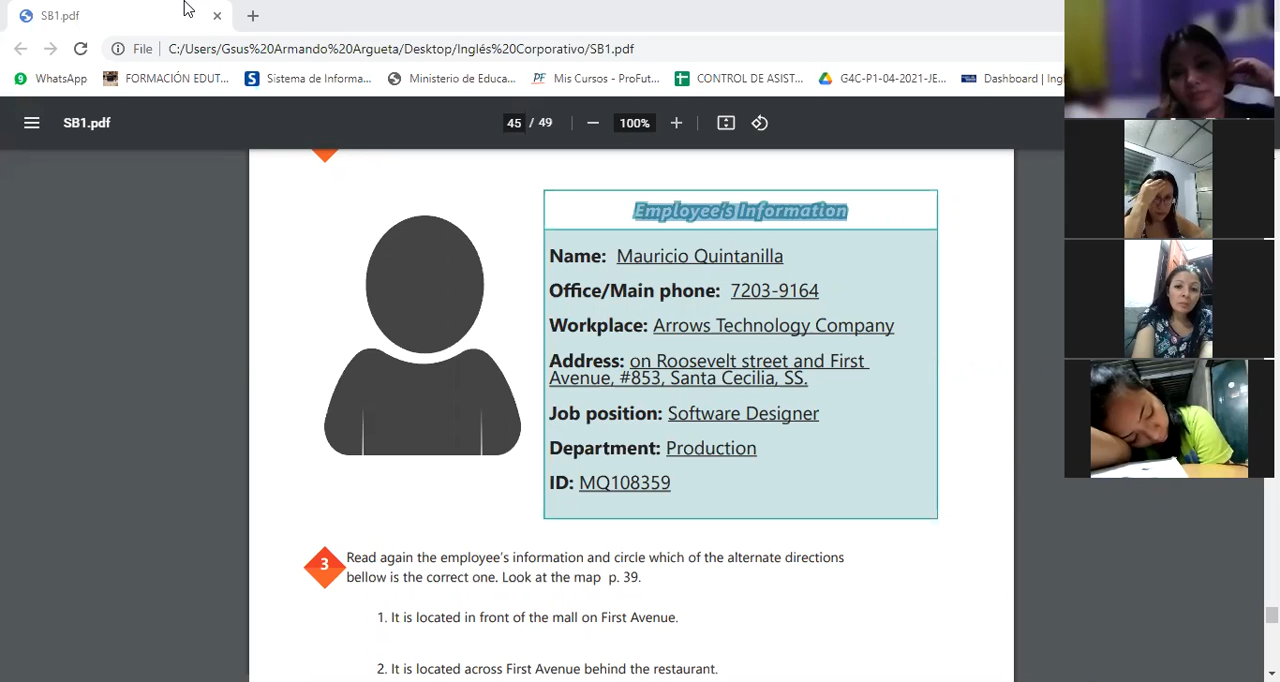 SB1.pdf
File C:/Users/Gsus%20Armando%20Argueta/Desktop/Inglés%20Corporativo/SB1.pdf
WhatsApp FORMACIÓN EDUT... Sistema de Informa... Ministerio de Educa... PF Mis Cursos - ProFut... CONTROL DE ASIST... G4C-P1-04-2021-JE... Dashboard | Ing
SB1.pdf 45 / 49 100%
Employee's Information
Name: Mauricio Quintanilla
Office/Main phone: 7203-9164
Workplace: Arrows Technology Company
Address: on Roosevelt street and First
Avenue, #853, Santa Cecilia, SS.
Job position: Software Designer
Department: Production
ID: MQ108359
3 Read again the employee's information and circle which of the alternate directions
bellow is the correct one. Look at the map p. 39.
1. It is located in front of the mall on First Avenue.
2. It is located across First Avenue behind the restaurant.